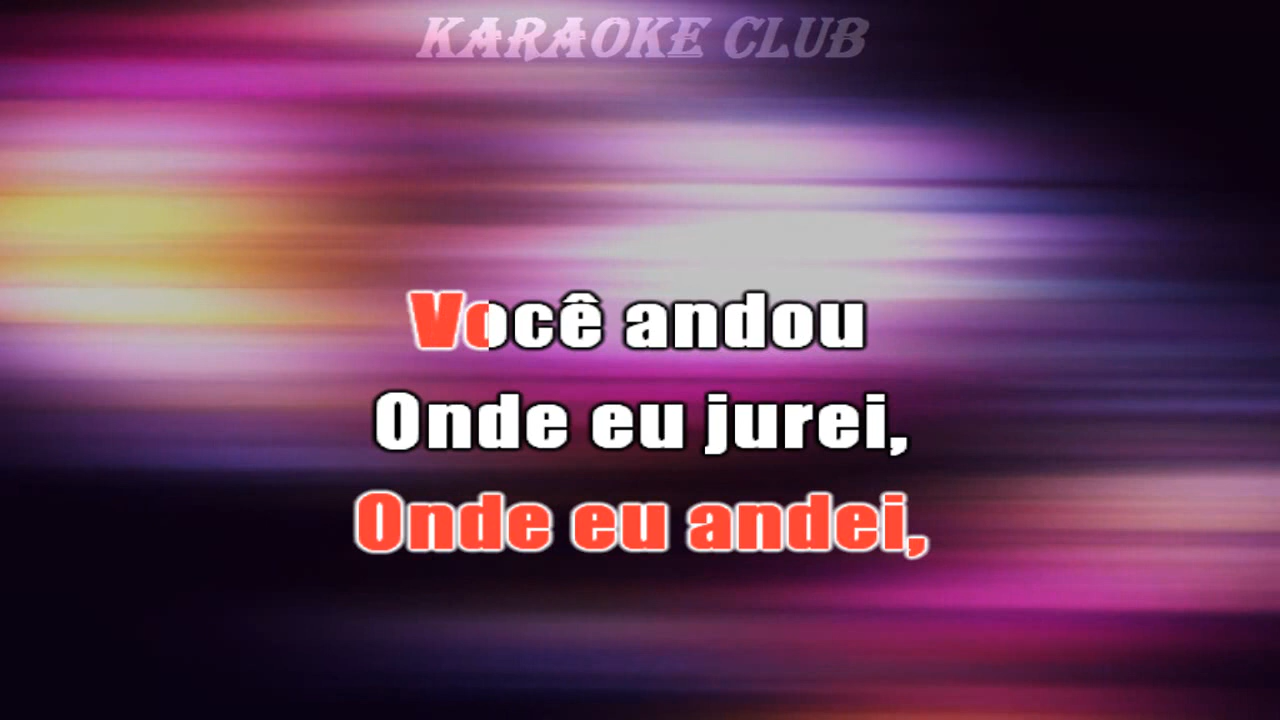 KARAOKE CLUB
Você andou
Onde eu jurei,
Onde eu andei,